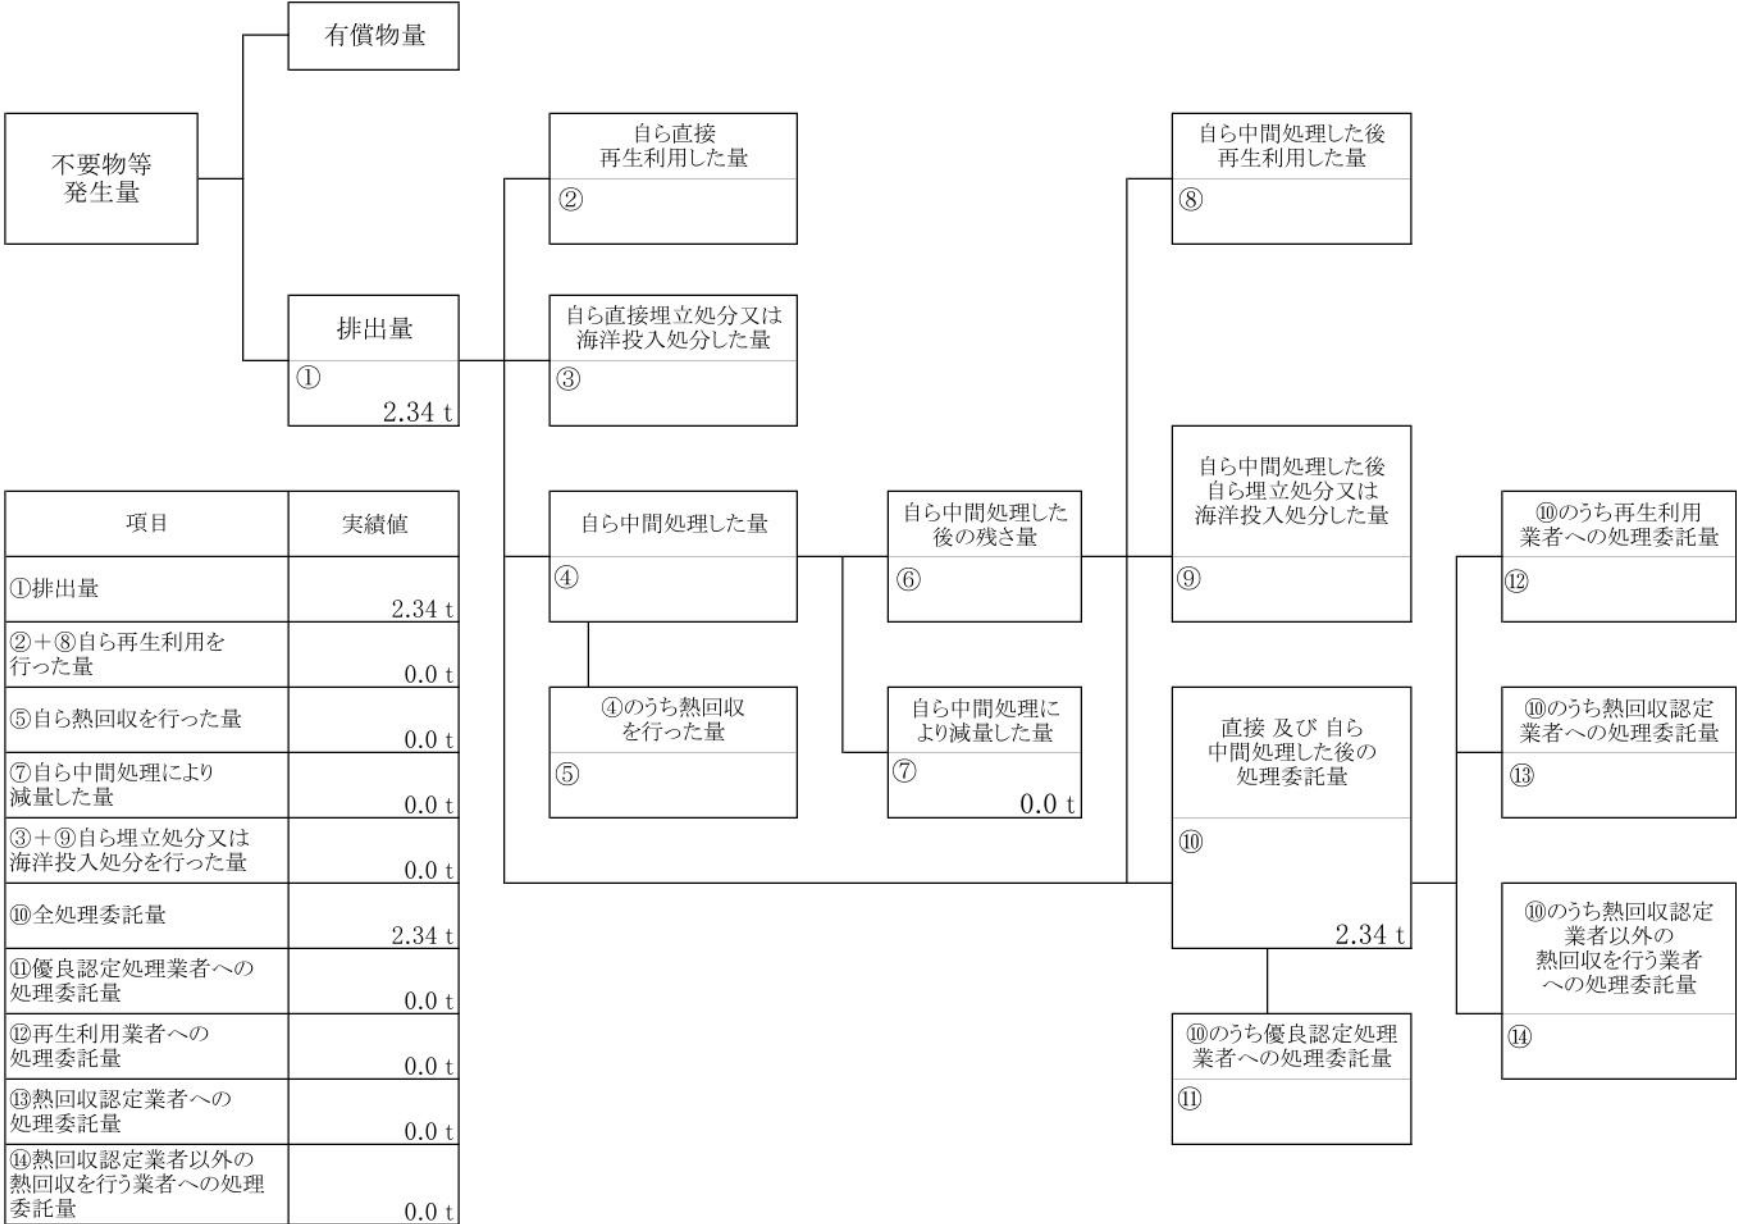 有償物量
不要物等
発生量
排出量
①
2.34 t
自ら直接
再生利用した量
②
自ら直接埋立処分又は
海洋投入処分した量
③
自ら中間処理した量
④
④のうち熱回収
を行った量
⑤
自ら中間処理した
後の残さ量
⑥
自ら中間処理に
より減量した量
⑦
0.0 t
自ら中間処理した後
再生利用した量
⑧
自ら中間処理した後
自ら埋立処分又は
海洋投入処分した量
⑨
直接 及び 自ら
中間処理した後の
処理委託量
⑩
2.34 t
⑩のうち優良認定処理
業者への処理委託量
⑪
⑩のうち再生利用
業者への処理委託量
⑫
⑩のうち熱回収認定
業者への処理委託量
⑬
⑩のうち熱回収認定
業者以外の
熱回収を行う業者
への処理委託量
⑭
項目 実績値
①排出量
2.34 t
②+⑧自ら再生利用を
行った量
0.0 t
⑤自ら熱回収を行った量
0.0 t
⑦自ら中間処理により
減量した量
0.0 t
③+⑨自ら埋立処分又は
海洋投入処分を行った量
0.0 t
⑩全処理委託量
2.34 t
⑪優良認定処理業者への
処理委託量
0.0 t
⑫再生利用業者への
処理委託量
0.0 t
⑬熱回収認定業者への
処理委託量
0.0 t
⑭熱回収認定業者以外の
熱回収を行う業者への処理
委託量
0.0 t